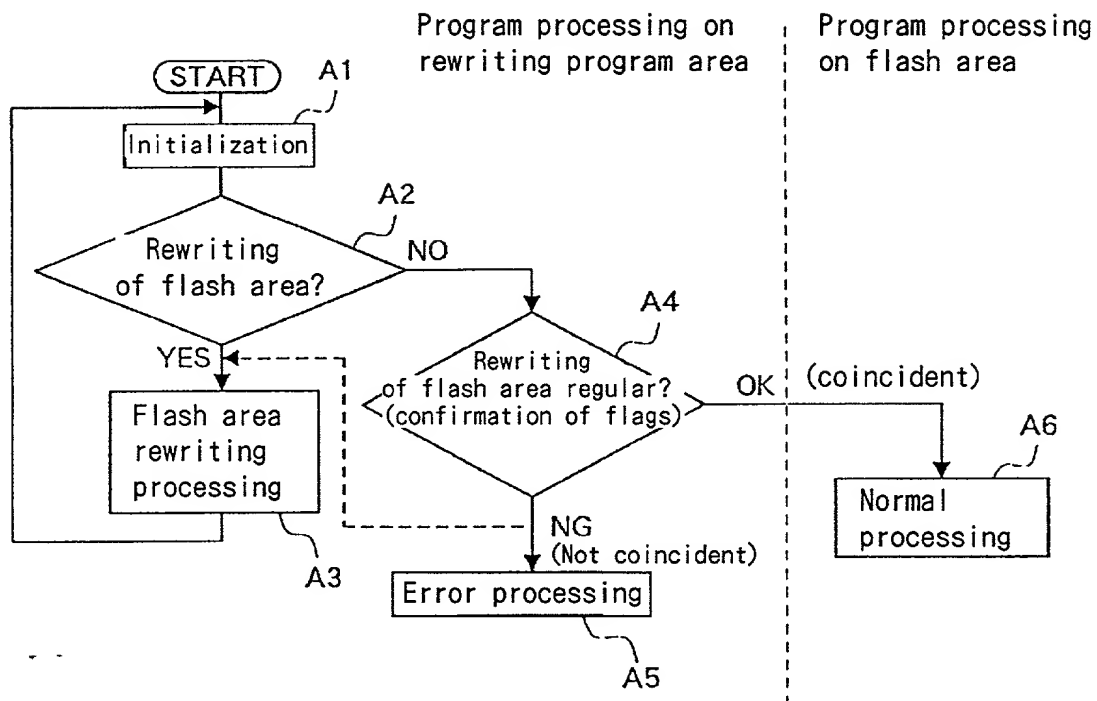 Program processing on
rewriting program area
Program processing
on flash area
START
A1
Initialization
A2
Rewriting
of flash area?
NO
A4
YES
Rewriting
of flash area regular?
(confirmation of flags)
OK
(coincident)
Flash area
rewriting
processing
A6
Normal
processing
NG
(Not coincident)
A3
Error processing
A5